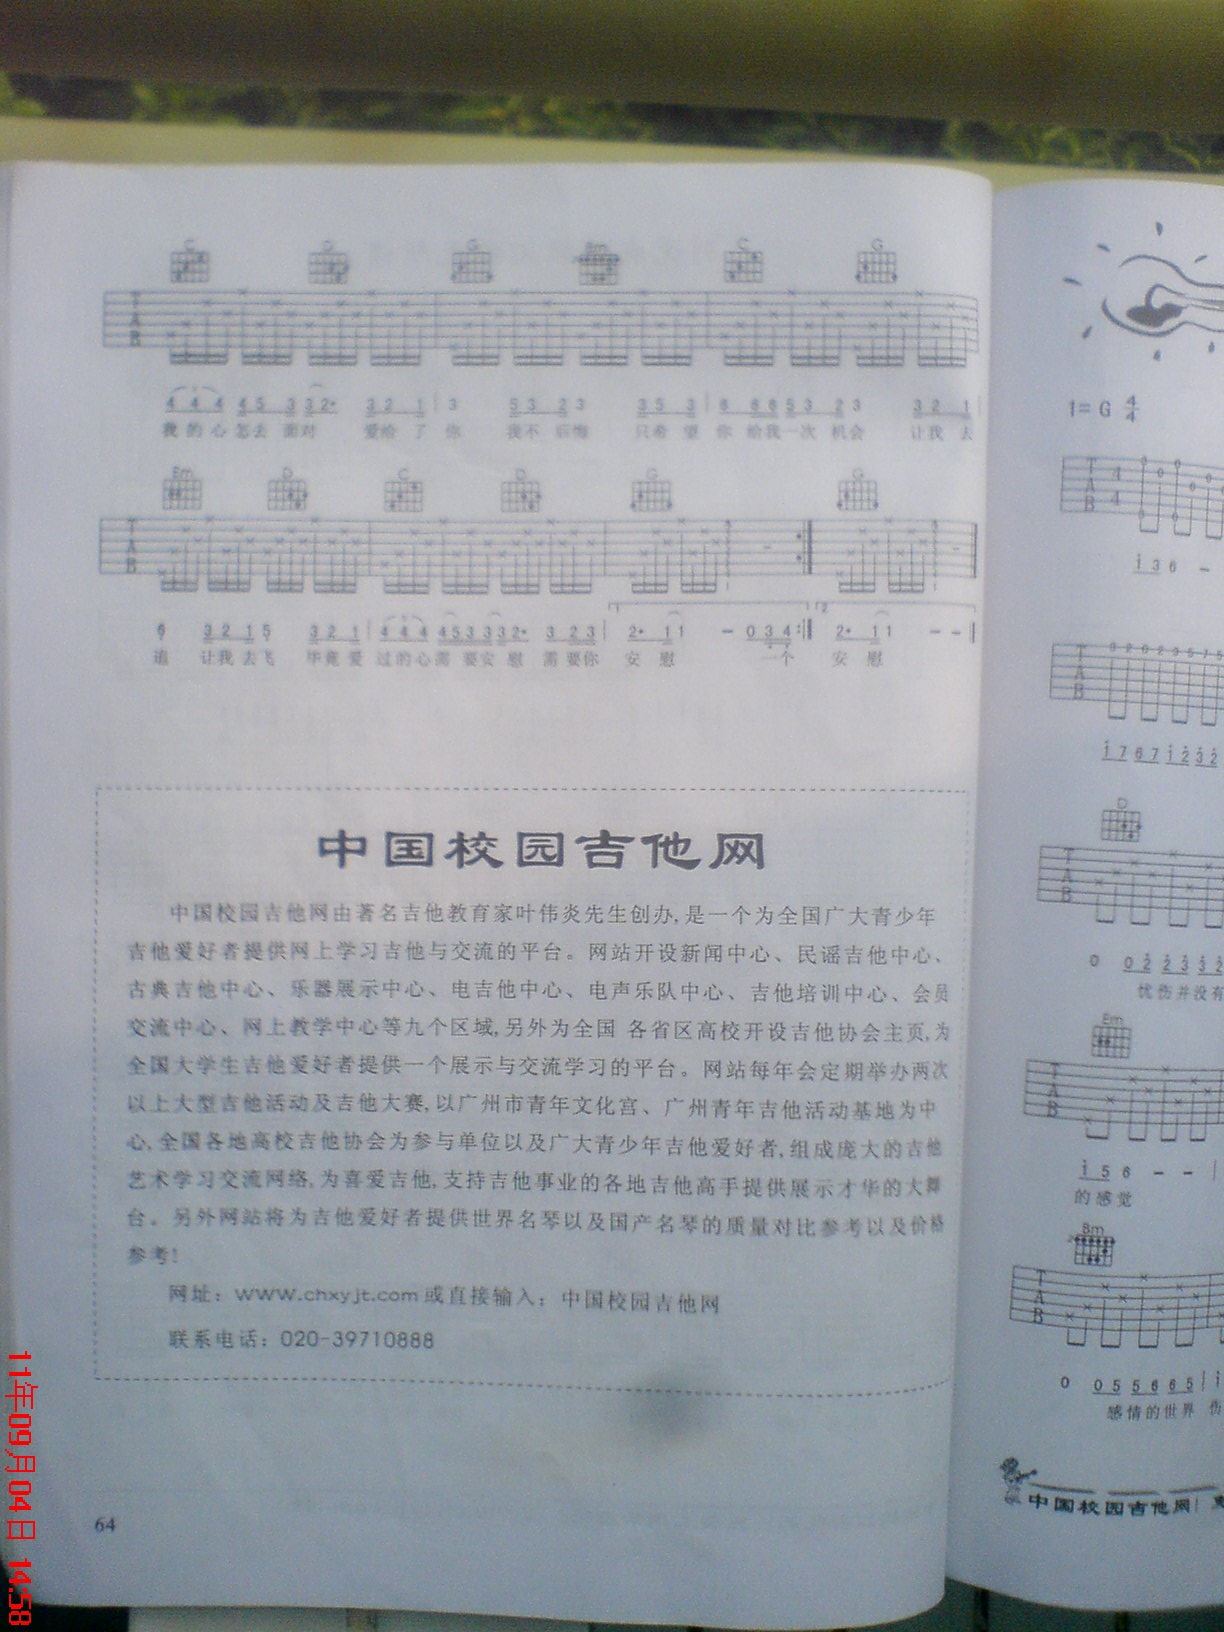 C D G Bm C G
T A B
4 4 4 4 5 3 3 2• 3 2 1 | 3 5 3 2 3 3 5 3 | 6 6 6 5 3 2 3 3 2 1
我 的 心 怎去 面对 爱给 了 你 我不 后悔 只希 望 你 给我一次 机会 让我 去
Em D C D G G
T A B
6 3 2 1 5 3 2 1 | 4 4 4 4 5 3 3 3 2• 3 2 3 | 2• 1 1 - 0 3 4 :| 2• 1 1 - -
追 让我 去飞 毕竟 爱 过的心需 要安 慰 需要你 安 慰 一个 安 慰
中国校园吉他网
中国校园吉他网由著名吉他教育家叶伟炎先生创办,是一个为全国广大青少年
吉他爱好者提供网上学习吉他与交流的平台。网站开设新闻中心、民谣吉他中心、
古典吉他中心、乐器展示中心、电吉他中心、电声乐队中心、吉他培训中心、会员
交流中心、网上教学中心等九个区域,另外为全国 各省区高校开设吉他协会主页,为
全国大学生吉他爱好者提供一个展示与交流学习的平台。网站每年会定期举办两次
以上大型吉他活动及吉他大赛,以广州市青年文化宫、广州青年吉他活动基地为中
心,全国各地高校吉他协会为参与单位以及广大青少年吉他爱好者,组成庞大的吉他
艺术学习交流网络,为喜爱吉他,支持吉他事业的各地吉他高手提供展示才华的大舞
台。另外网站将为吉他爱好者提供世界名琴以及国产名琴的质量对比参考以及价格
参考!
网址：www.chxyjt.com或直接输入：中国校园吉他网
联系电话：020-39710888
64
1=G 4/4
T A B 4 4
1 3 6 -
T A B 0 2 0 2 3 5 7 5
1 7 6 7 1 2 3 2
D
T A B
0 0 2 2 3 3 2
忧伤并没有
Em
T A B
1 5 6 - - |
的感觉
Bm
T A B
0 0 5 5 6 6 5 | 1
感情的世界 伤
中国校园吉他网
11年09月04日 14:58